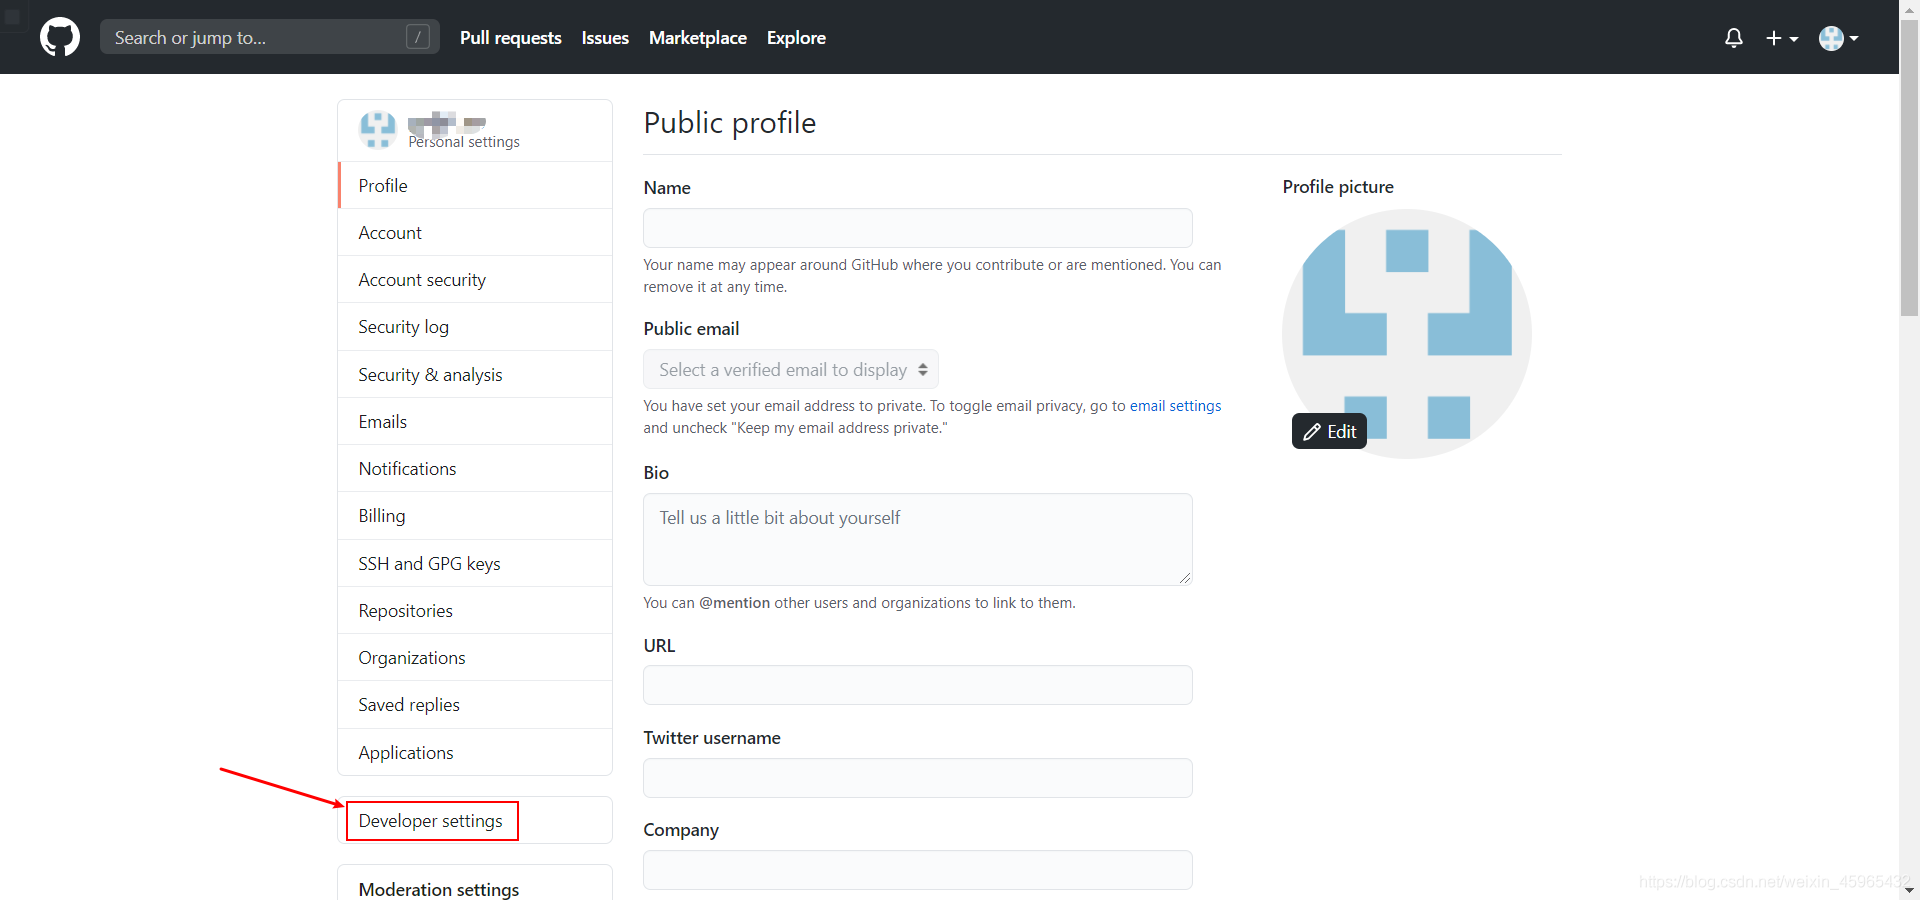 Search or jump to...
/
Pull requests
Issues
Marketplace
Explore
Personal settings
Profile
Account
Account security
Security log
Security & analysis
Emails
Notifications
Billing
SSH and GPG keys
Repositories
Organizations
Saved replies
Applications
Developer settings
Moderation settings
Public profile
Name
Your name may appear around GitHub where you contribute or are mentioned. You can
remove it at any time.
Public email
Select a verified email to display
You have set your email address to private. To toggle email privacy, go to email settings
and uncheck "Keep my email address private."
Bio
Tell us a little bit about yourself
You can @mention other users and organizations to link to them.
URL
Twitter username
Company
Profile picture
Edit
https://blog.csdn.net/weixin_45965432